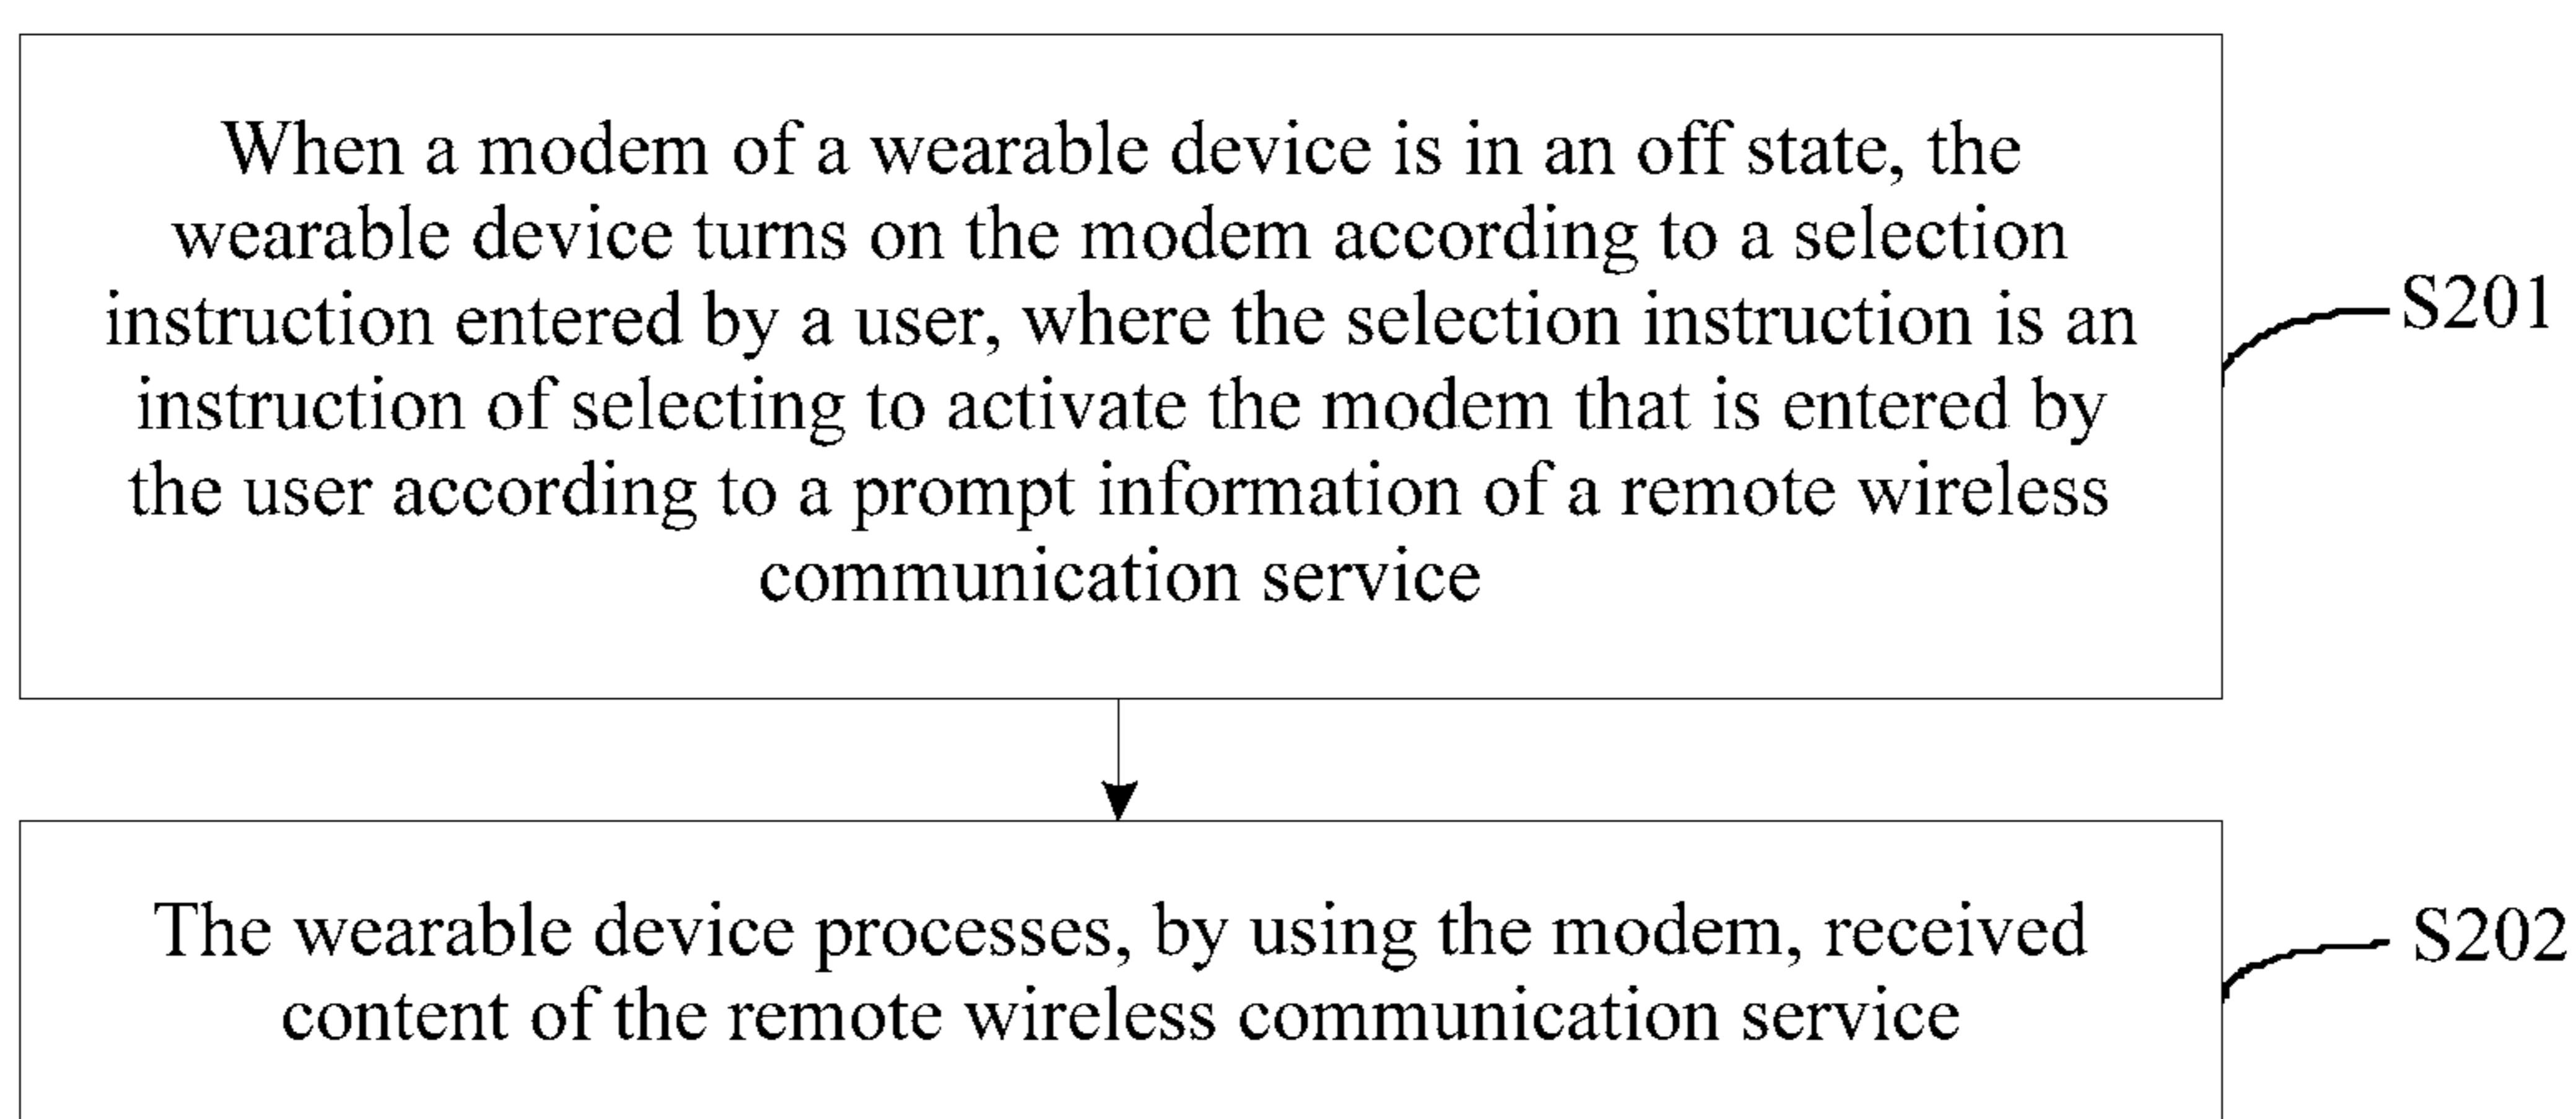 When a modem of a wearable device is in an off state, the
wearable device turns on the modem according to a selection
instruction entered by a user, where the selection instruction is an
instruction of selecting to activate the modem that is entered by
the user according to a prompt information of a remote wireless
communication service
S201
The wearable device processes, by using the modem, received
content of the remote wireless communication service
S202